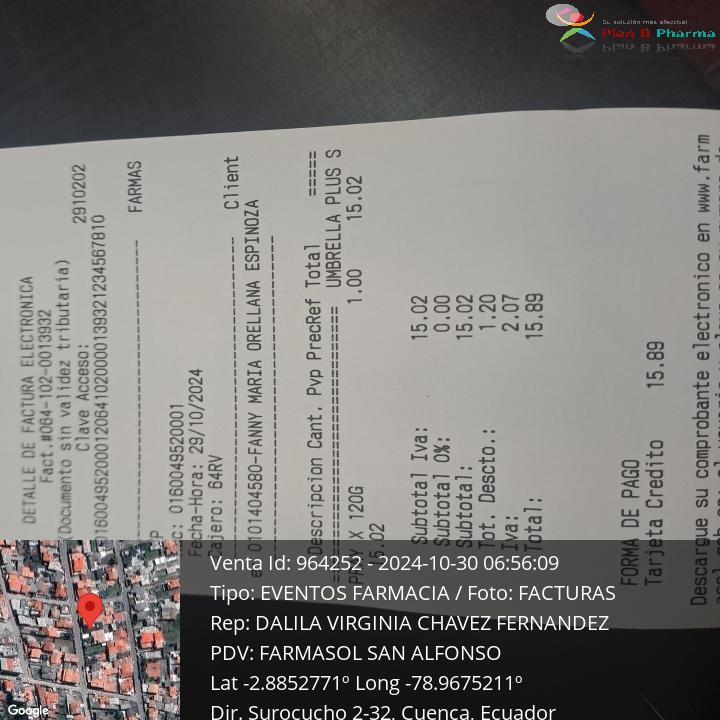 Su solución más efectiva!
Plan B Pharma
DETALLE DE FACTURA ELECTRONICA
Fact.#064-102-0013932
(Documento sin validez tributaria)
Clave Acceso:
2910202
FARMAS
0160049520001
Fecha-Hora: 29/10/2024
ajero: 64RV
Client
0101404580-FANNY MARIA ORELLANA ESPINOZA
Descripcion Cant. Pvp PrecRef Total
UMBRELLA PLUS S
X 120G 1.00 15.02
15.02
Subtotal Iva: 15.02
Subtotal 0%: 0.00
Subtotal: 15.02
Tot. Descto.: 1.20
Iva: 2.07
Total: 15.89
FORMA DE PAGO
Tarjeta Credito 15.89
Descargue su comprobante electronico en www.farm
Venta Id: 964252 - 2024-10-30 06:56:09
Tipo: EVENTOS FARMACIA / Foto: FACTURAS
Rep: DALILA VIRGINIA CHAVEZ FERNANDEZ
PDV: FARMASOL SAN ALFONSO
Lat -2.8852771º Long -78.9675211º
Dir. Surocucho 2-32, Cuenca, Ecuador
Google